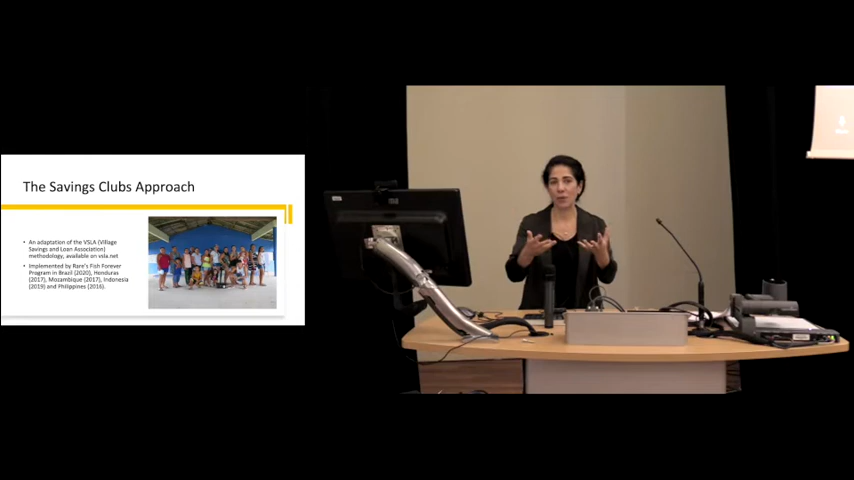 The Savings Clubs Approach
• An adaptation of the VSLA (Village
Savings and Loan Association)
methodology, available on vsla.net
• Implemented by Rare's Fish Forever
Program in Brazil (2020), Honduras
(2017), Mozambique (2017), Indonesia
(2019) and Philippines (2016).